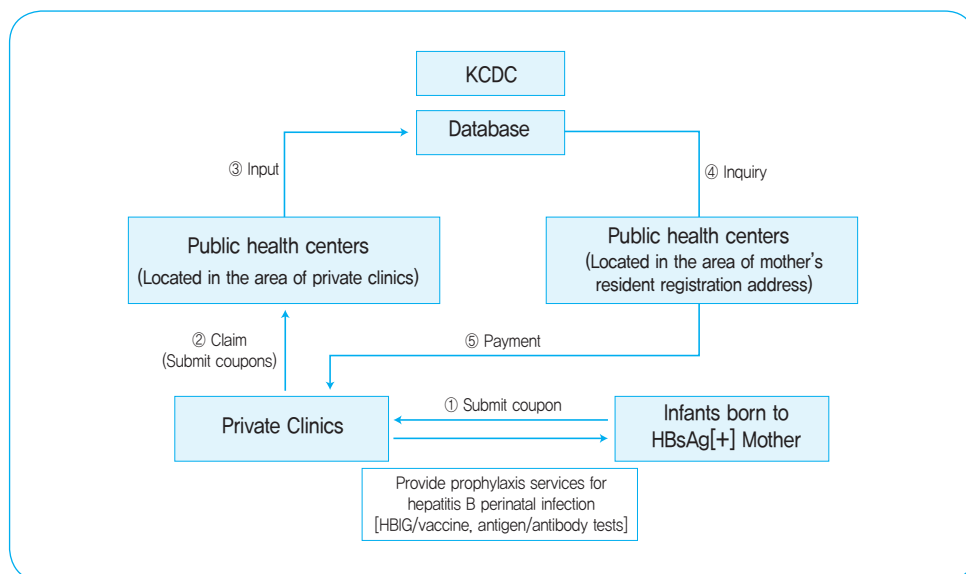 KCDC
Database
③ Input
④ Inquiry
Public health centers
(Located in the area of private clinics)
Public health centers
(Located in the area of mother's
resident registration address)
② Claim
(Submit coupons)
⑤ Payment
① Submit coupon
Private Clinics
Infants born to
HBsAg[+] Mother
Provide prophylaxis services for
hepatitis B perinatal infection
[HBIG/vaccine, antigen/antibody tests]